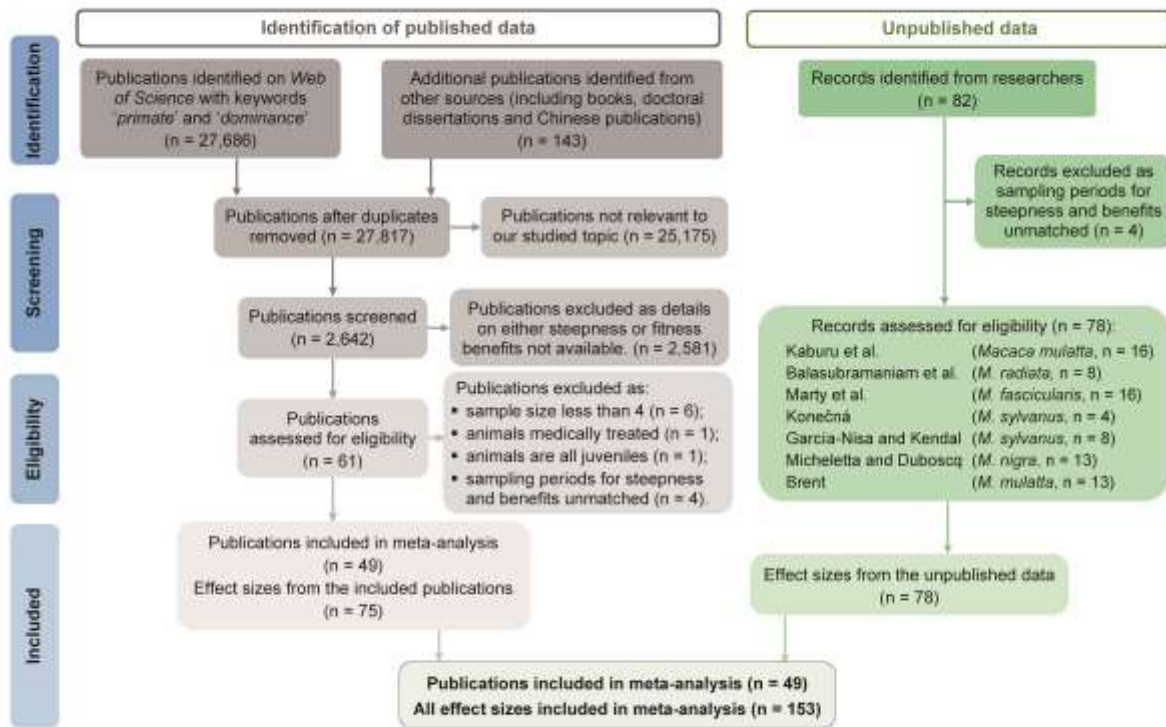 Identification of published data
Unpublished data
Identification
Publications identified on Web
of Science with keywords
'primate' and 'dominance'
(n = 27,686)
Additional publications identified from
other sources (including books, doctoral
dissertations and Chinese publications)
(n = 143)
Records identified from researchers
(n = 82)
Records excluded as
sampling periods for
steepness and benefits
unmatched (n = 4)
Screening
Publications after duplicates
removed (n = 27,817)
Publications not relevant to
our studied topic (n = 25,175)
Publications screened
(n = 2,642)
Publications excluded as details
on either steepness or fitness
benefits not available. (n = 2,581)
Records assessed for eligibility (n = 78):
Kaburu et al. (Macaca mulatta, n = 16)
Balasubramaniam et al. (M. radiata, n = 8)
Marty et al. (M. fascicularis, n = 16)
Konečná (M. sylvanus, n = 4)
Garcia-Nisa and Kendal (M. sylvanus, n = 8)
Micheletta and Duboscq (M. nigra, n = 13)
Brent (M. mulatta, n = 13)
Eligibility
Publications
assessed for eligibility
(n = 61)
Publications excluded as:
▪ sample size less than 4 (n = 6);
▪ animals medically treated (n = 1);
▪ animals are all juveniles (n = 1);
▪ sampling periods for steepness
and benefits unmatched (n = 4).
Included
Publications included in meta-analysis
(n = 49)
Effect sizes from the included publications
(n = 75)
Effect sizes from the unpublished data
(n = 78)
Publications included in meta-analysis (n = 49)
All effect sizes included in meta-analysis (n = 153)